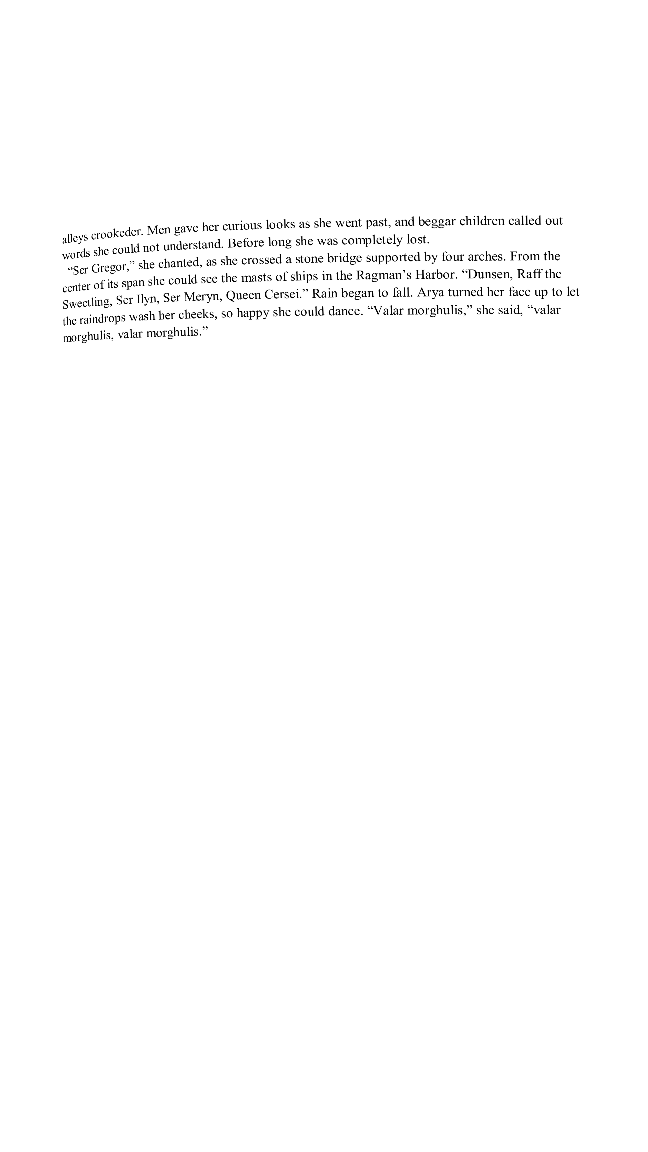 alleys crookeder. Men gave her curious looks as she went past, and beggar children called out
words she could not understand. Before long she was completely lost.
“Ser Gregor,” she chanted, as she crossed a stone bridge supported by four arches. From the
center of its span she could see the masts of ships in the Ragman’s Harbor. “Dunsen, Raff the
Sweetling, Ser Ilyn, Ser Meryn, Queen Cersei.” Rain began to fall. Arya turned her face up to let
the raindrops wash her cheeks, so happy she could dance. “Valar morghulis,” she said, “valar
morghulis, valar morghulis.”